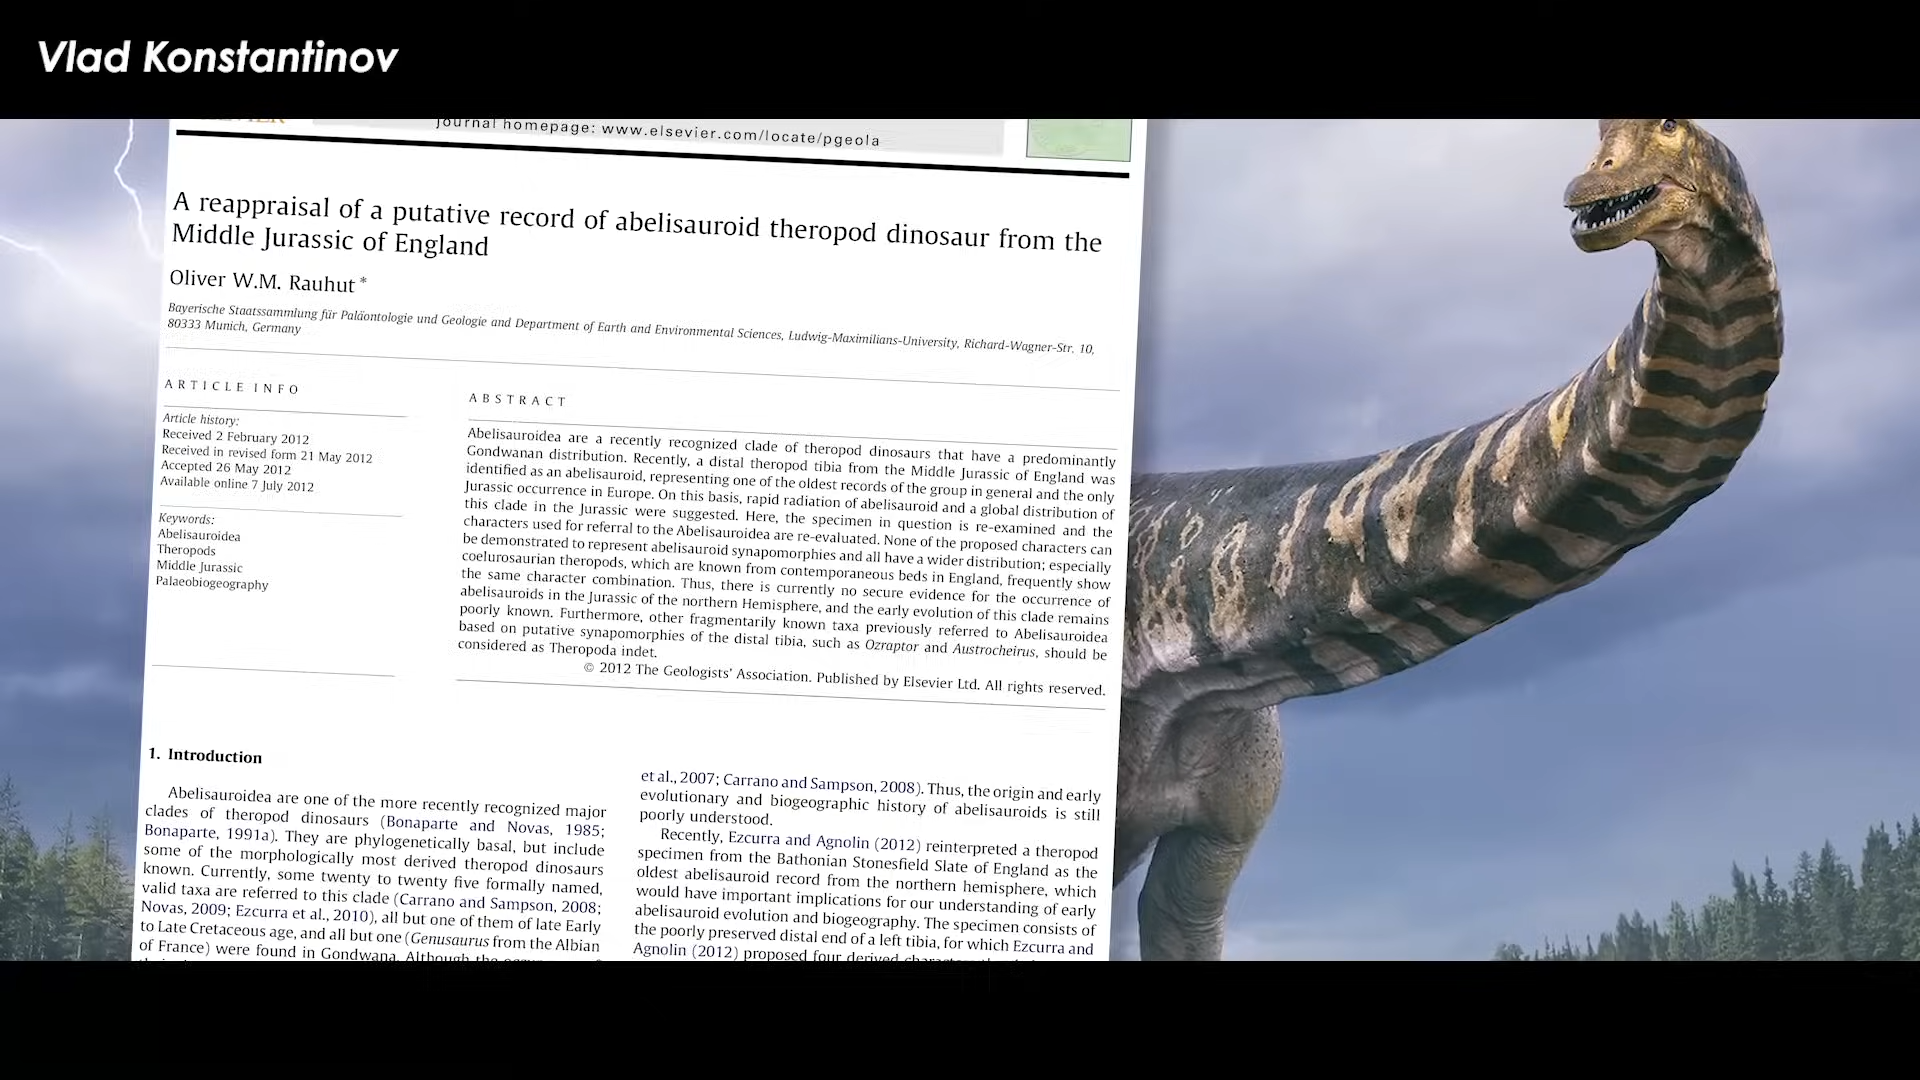 Vlad Konstantinov
journal homepage: www.elsevier.com/locate/pgeola
A reappraisal of a putative record of abelisauroid theropod dinosaur from the
Middle Jurassic of England
Oliver W.M. Rauhut *
Bayerische Staatssammlung für Paläontologie und Geologie and Department of Earth and Environmental Sciences, Ludwig-Maximilians-University, Richard-Wagner-Str. 10,
80333 Munich, Germany
ARTICLE INFO
Article history:
Received 2 February 2012
Received in revised form 21 May 2012
Accepted 26 May 2012
Available online 7 July 2012
Keywords:
Abelisauroidea
Theropods
Middle Jurassic
Palaeobiogeography
ABSTRACT
Abelisauroidea are a recently recognized clade of theropod dinosaurs that have a predominantly
Gondwanan distribution. Recently, a distal theropod tibia from the Middle Jurassic of England was
identified as an abelisauroid, representing one of the oldest records of the group in general and the only
Jurassic occurrence in Europe. On this basis, rapid radiation of abelisauroid and a global distribution of
this clade in the Jurassic were suggested. Here, the specimen in question is re-examined and the
characters used for referral to the Abelisauroidea are re-evaluated. None of the proposed characters can
be demonstrated to represent abelisauroid synapomorphies and all have a wider distribution; especially
coelurosaurian theropods, which are known from contemporaneous beds in England, frequently show
the same character combination. Thus, there is currently no secure evidence for the occurrence of
abelisauroids in the Jurassic of the northern Hemisphere, and the early evolution of this clade remains
poorly known. Furthermore, other fragmentarily known taxa previously referred to Abelisauroidea
based on putative synapomorphies of the distal tibia, such as Ozraptor and Austrocheirus, should be
considered as Theropoda indet.
© 2012 The Geologists' Association. Published by Elsevier Ltd. All rights reserved.
1. Introduction
Abelisauroidea are one of the more recently recognized major
clades of theropod dinosaurs (Bonaparte and Novas, 1985;
Bonaparte, 1991a). They are phylogenetically basal, but include
some of the morphologically most derived theropod dinosaurs
known. Currently, some twenty to twenty five formally named,
valid taxa are referred to this clade (Carrano and Sampson, 2008;
Novas, 2009; Ezcurra et al., 2010), all but one of them of late Early
to Late Cretaceous age, and all but one (Genusaurus from the Albian
of France) were found in Gondwana. Although the
et al., 2007; Carrano and Sampson, 2008). Thus, the origin and early
evolutionary and biogeographic history of abelisauroids is still
poorly understood.
Recently, Ezcurra and Agnolin (2012) reinterpreted a theropod
specimen from the Bathonian Stonesfield Slate of England as the
oldest abelisauroid record from the northern hemisphere, which
would have important implications for our understanding of early
abelisauroid evolution and biogeography. The specimen consists of
the poorly preserved distal end of a left tibia, for which Ezcurra and
Agnolin (2012) proposed four derived